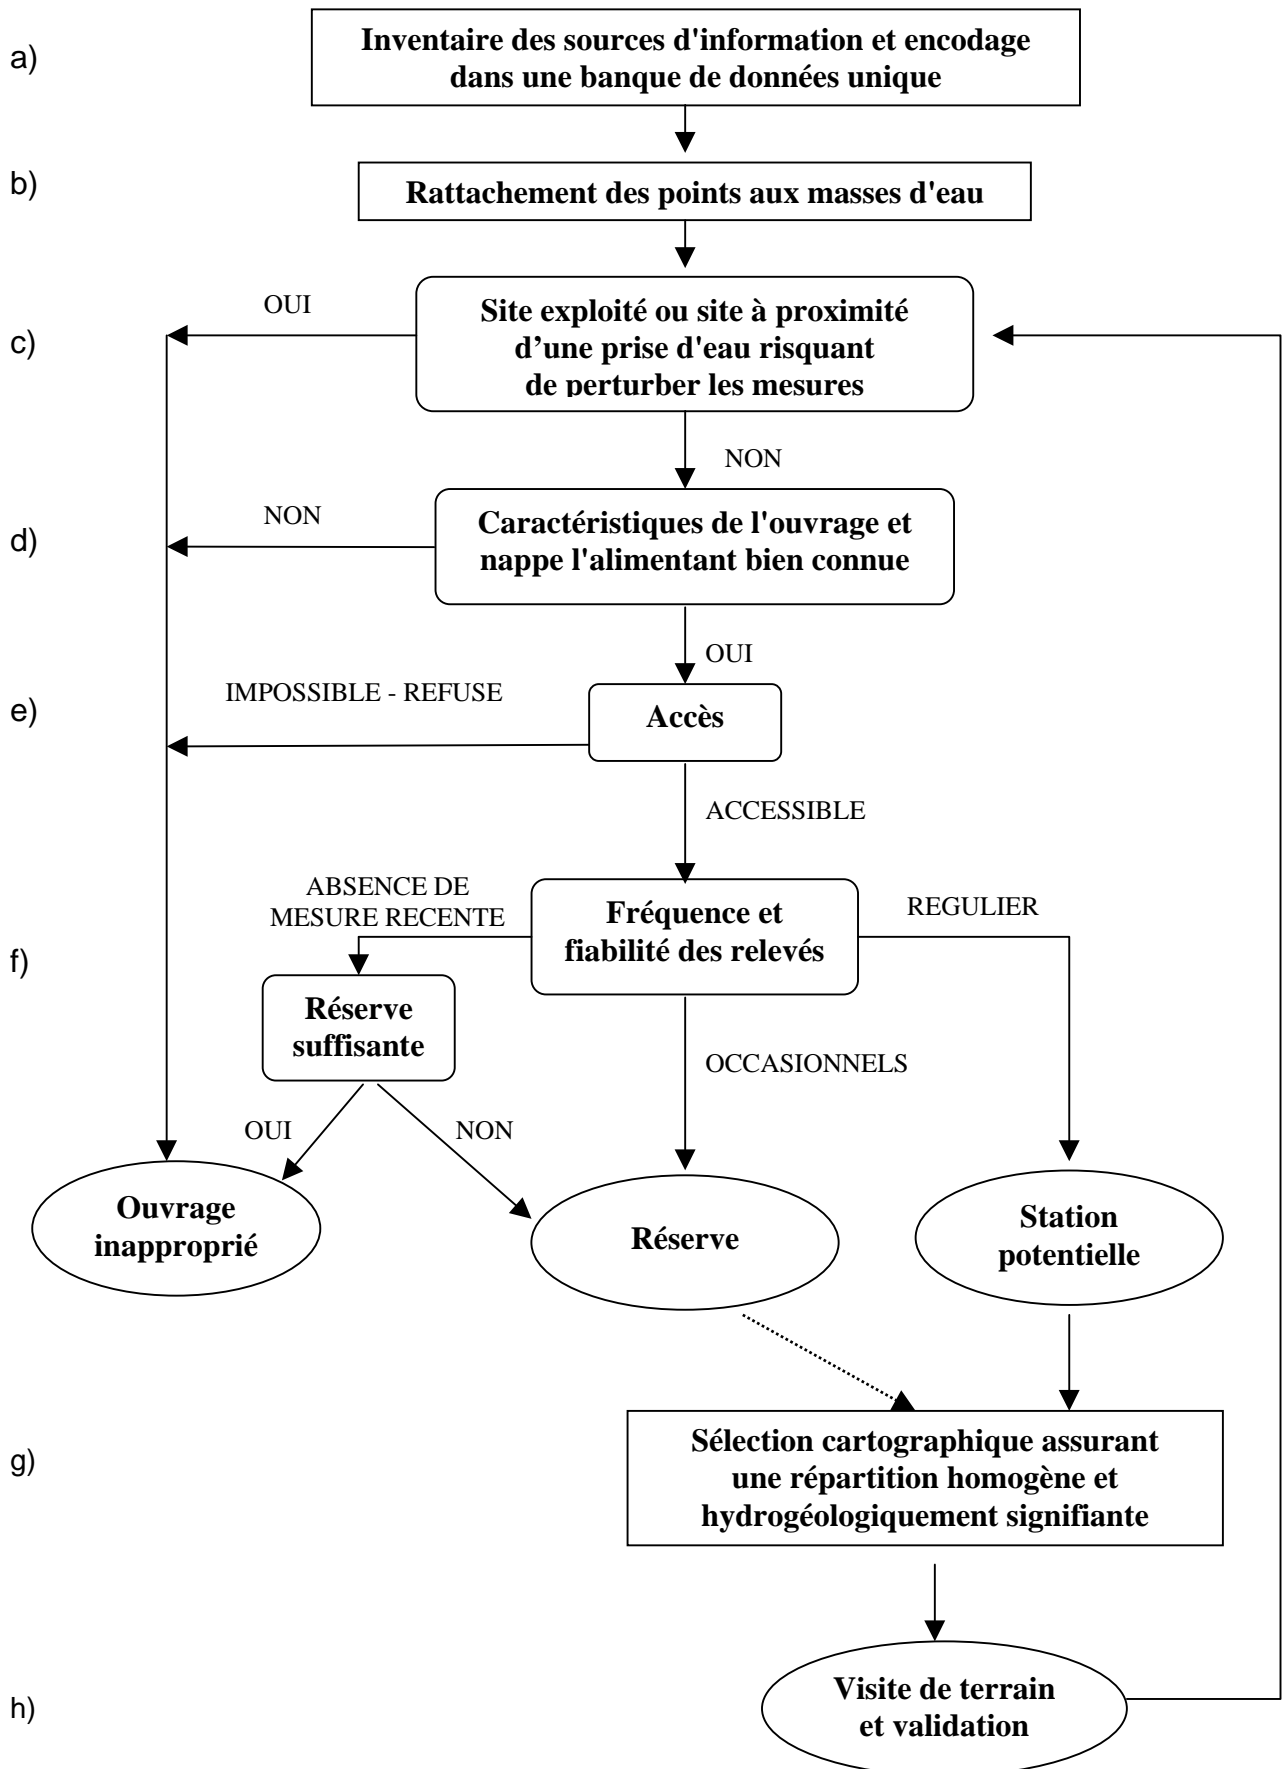 a)
Inventaire des sources d'information et encodage
dans une banque de données unique
b)
Rattachement des points aux masses d'eau
c)
OUI
Site exploité ou site à proximité
d’une prise d'eau risquant
de perturber les mesures
NON
d)
NON
Caractéristiques de l'ouvrage et
nappe l'alimentant bien connue
OUI
e)
IMPOSSIBLE - REFUSE
Accès
ACCESSIBLE
f)
ABSENCE DE
MESURE RECENTE
Fréquence et
fiabilité des relevés
REGULIER
Réserve
suffisante
OCCASIONNELS
OUI
NON
Ouvrage
inapproprié
Réserve
Station
potentielle
g)
Sélection cartographique assurant
une répartition homogène et
hydrogéologiquement signifiante
h)
Visite de terrain
et validation